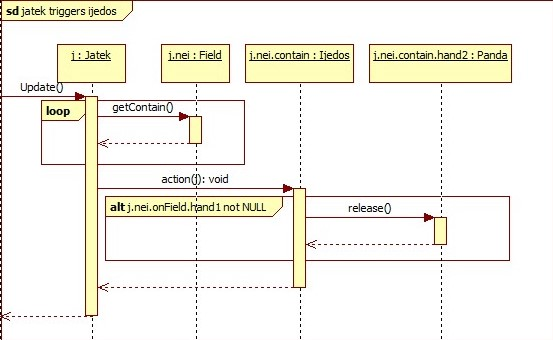 sd jatek triggers ijedos
j : Jatek
j.nei : Field
j.nei.contain : Ijedos
j.nei.contain.hand2 : Panda
Update()
loop
getContain()
action(j): void
alt j.nei.onField.hand1 not NULL
release()